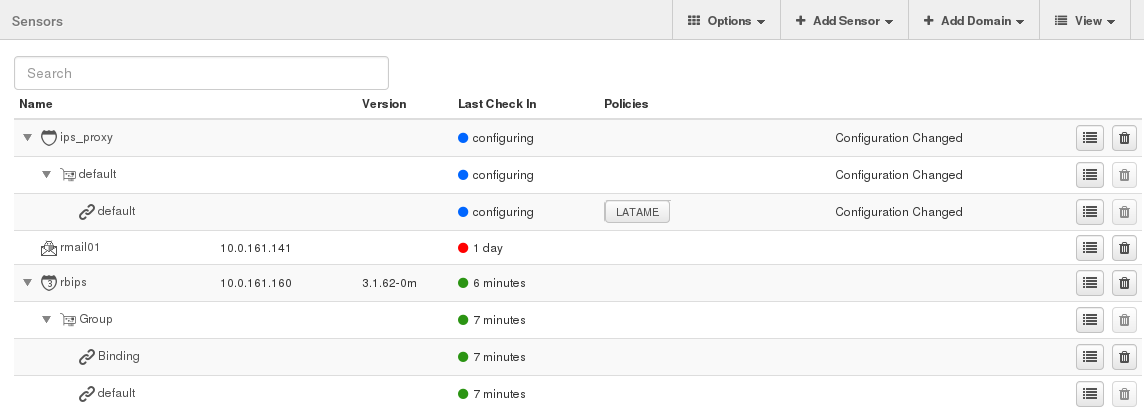 Sensors Options Add Sensor Add Domain View
Search
Name Version Last Check In Policies
ips_proxy configuring Configuration Changed
default configuring Configuration Changed
default configuring LATAME Configuration Changed
rmail01 10.0.161.141 1 day
3 rbips 10.0.161.160 3.1.62-0m 6 minutes
Group 7 minutes
Binding 7 minutes
default 7 minutes